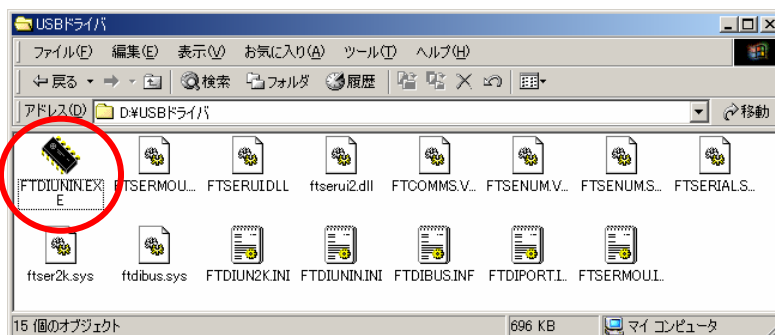 USBドライバ
ファイル(F) 編集(E) 表示(V) お気に入り(A) ツール(T) ヘルプ(H)
戻る 検索 フォルダ 履歴
アドレス(D) D:¥USBドライバ 移動
FTDIUNIN.EX
E
FTSERMOU... FTSERUI.DLL ftserui2.dll FTCOMMS.V... FTSENUM.V... FTSENUM.S... FTSERIAL.S...
ftser2k.sys ftdibus.sys FTDIUN2K.INI FTDIUNIN.INI FTDIBUS.INF FTDIPORT.I... FTSERMOU.I...
15 個のオブジェクト 696 KB マイ コンピュータ